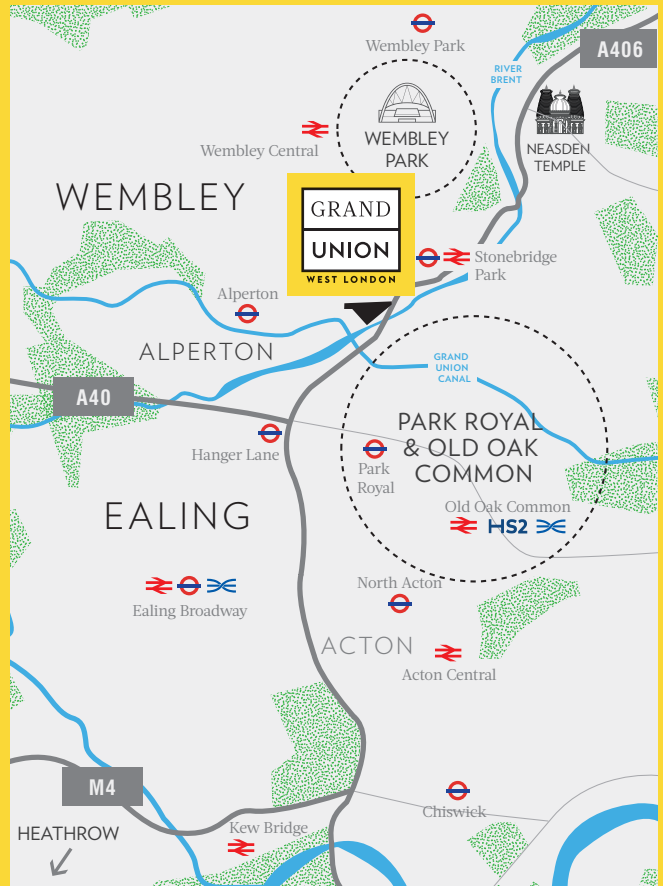 Wembley Park
A406
RIVER
BRENT
WEMBLEY
PARK
Wembley Central
NEASDEN
TEMPLE
WEMBLEY
GRAND
UNION
WEST LONDON
Stonebridge
Park
Alperton
ALPERTON
GRAND
UNION
CANAL
A40
PARK ROYAL
& OLD OAK
COMMON
Hanger Lane
Park
Royal
Old Oak Common
HS2
EALING
North Acton
Ealing Broadway
ACTON
Acton Central
M4
Chiswick
HEATHROW
Kew Bridge